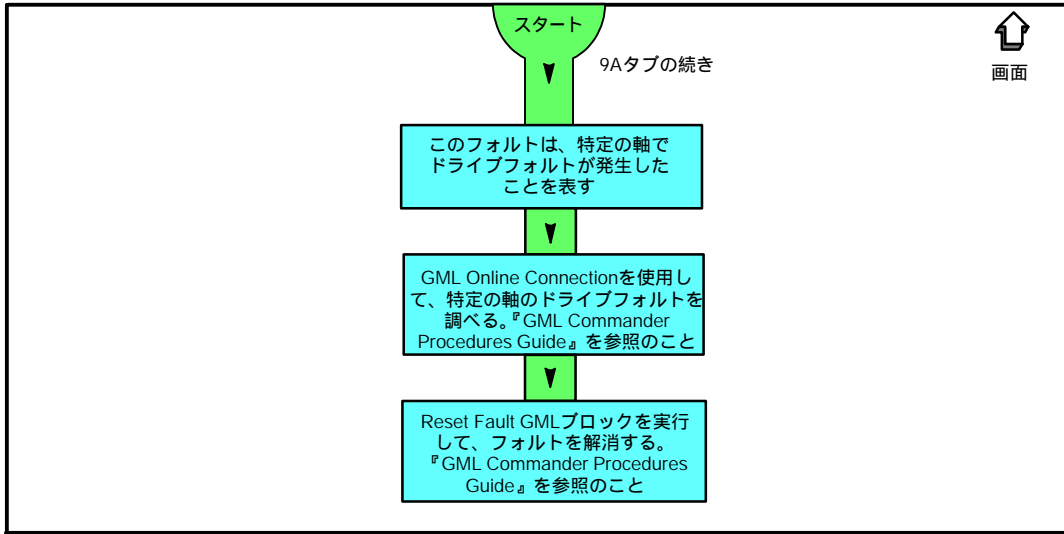 スタート
9Aタブの続き
画面
このフォルトは、特定の軸で
ドライブフォルトが発生した
ことを表す
GML Online Connectionを使用し
て、特定の軸のドライブフォルトを
調べる。『GML Commander
Procedures Guide』を参照のこと
Reset Fault GMLブロックを実行
して、フォルトを解消する。
『GML Commander Procedures
Guide』を参照のこと